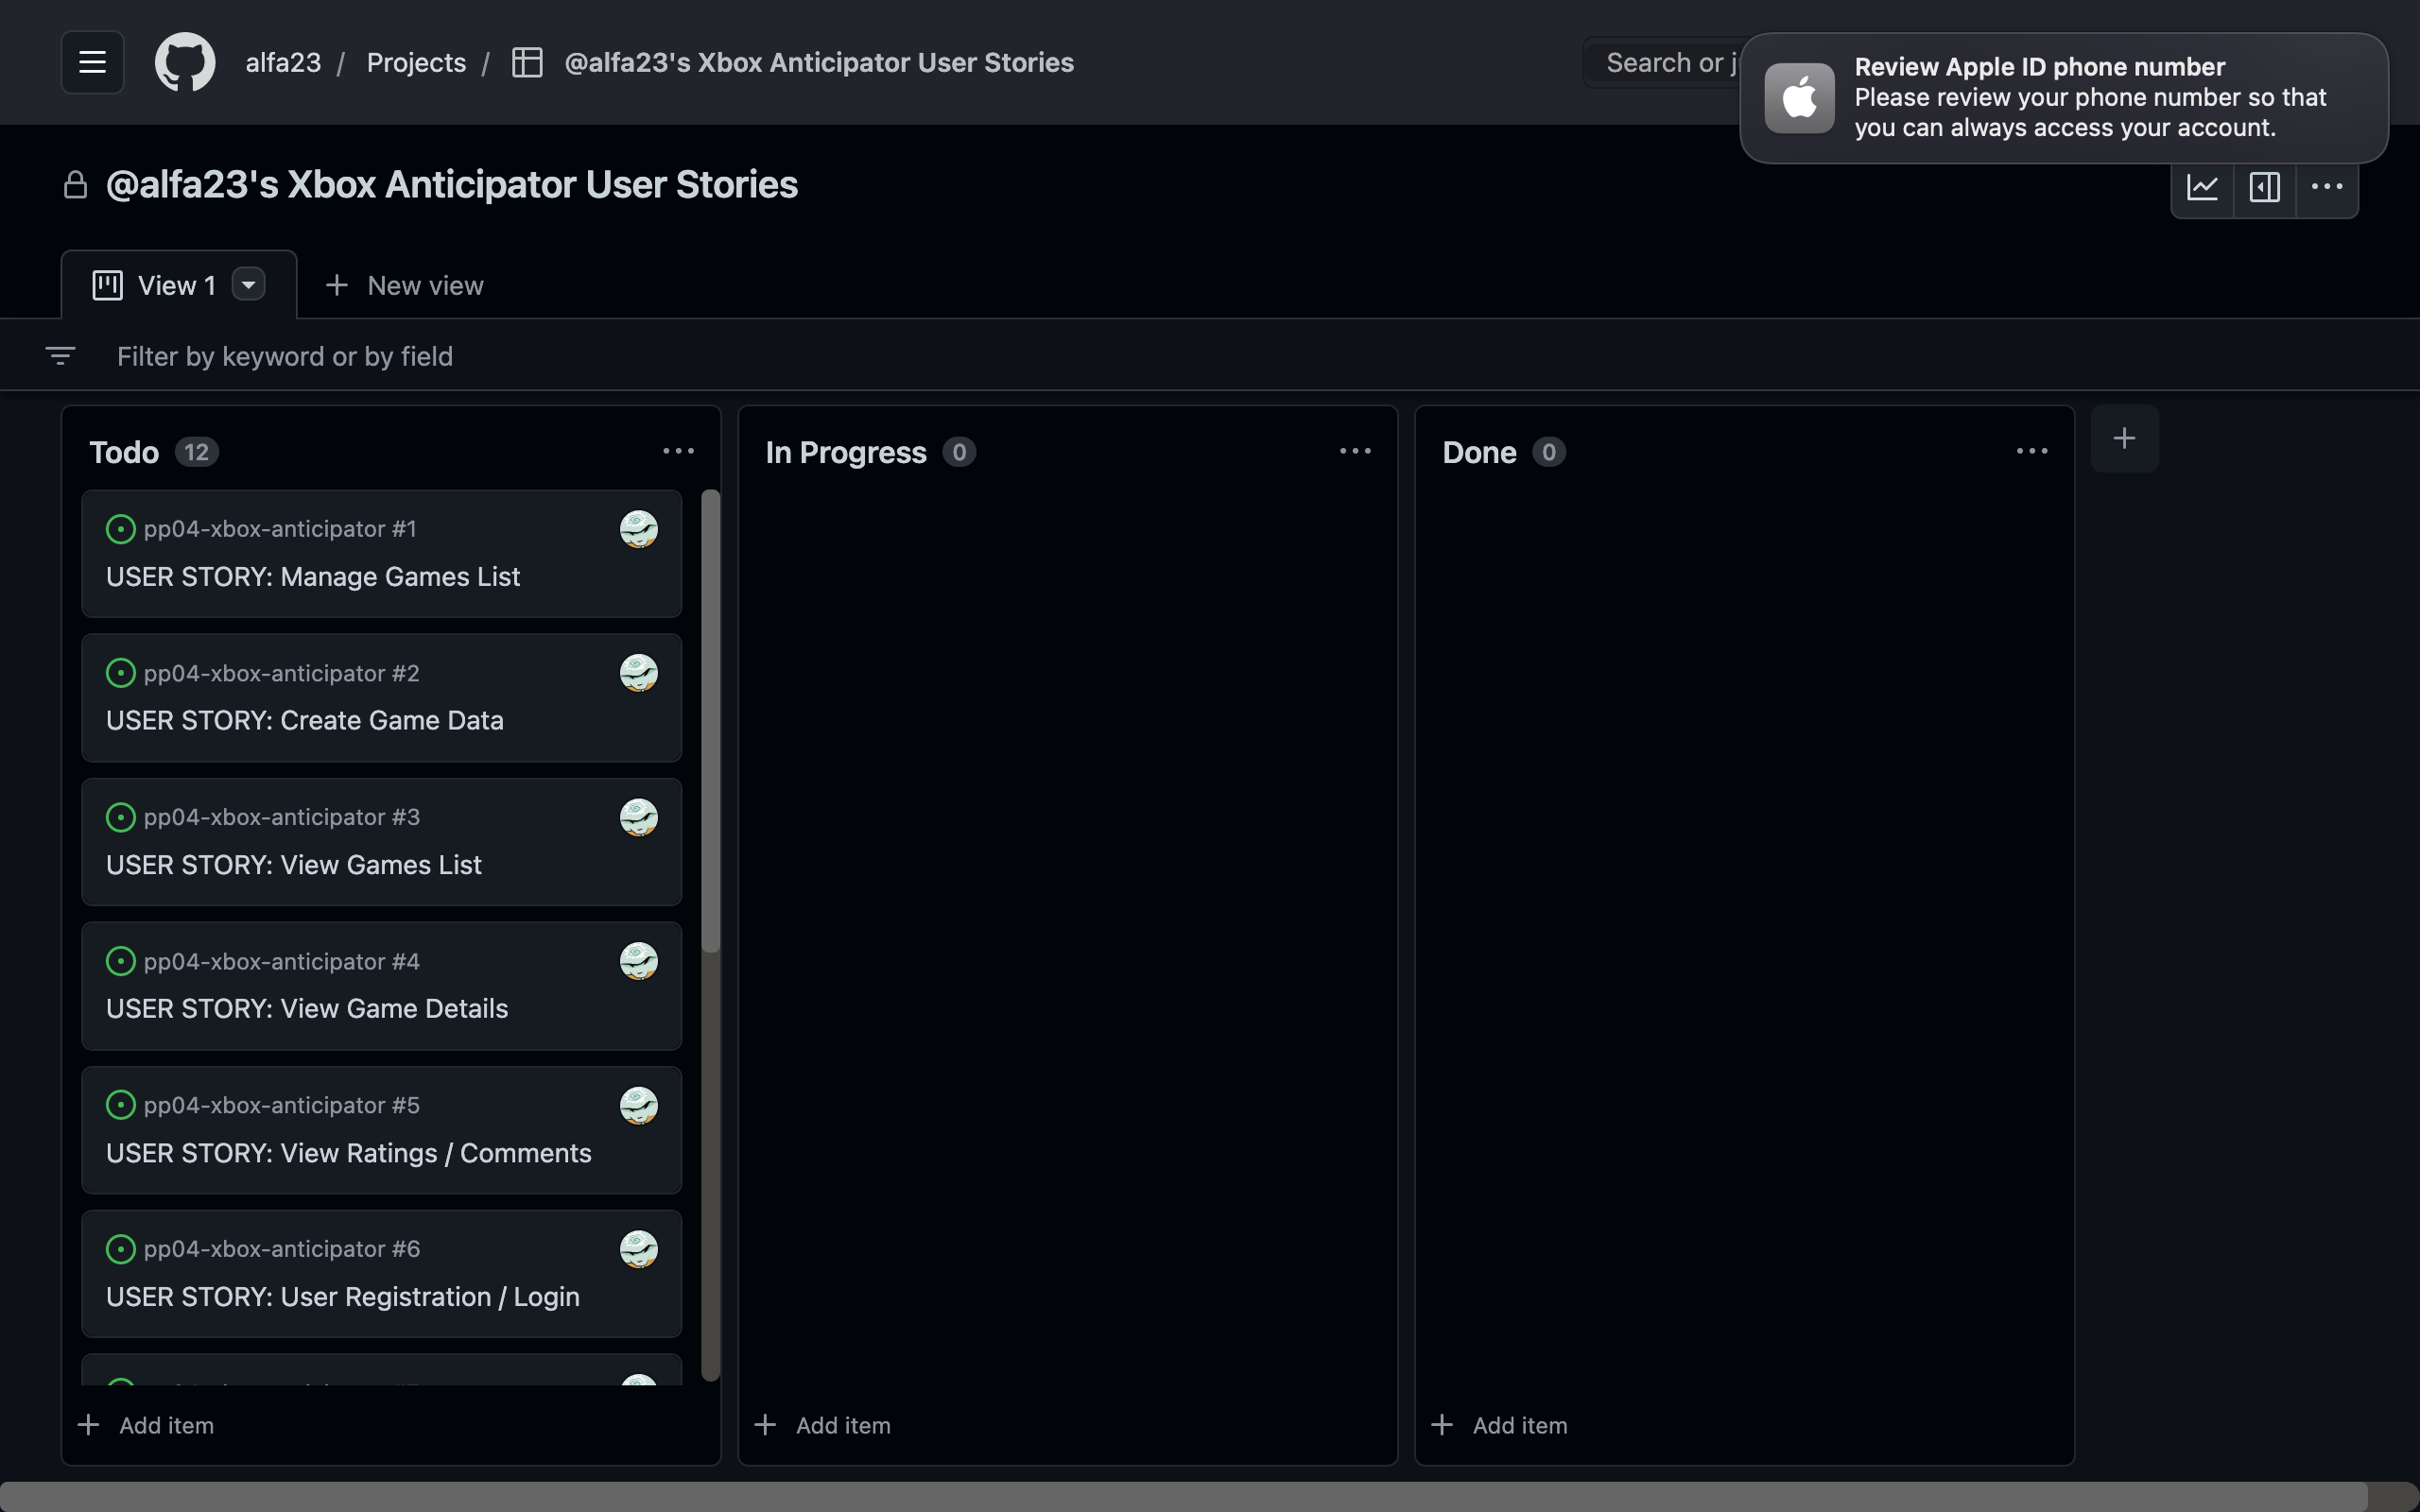 alfa23 / Projects / @alfa23's Xbox Anticipator User Stories
Search or j
Review Apple ID phone number
Please review your phone number so that
you can always access your account.
@alfa23's Xbox Anticipator User Stories
View 1
New view
Filter by keyword or by field
Todo 12
pp04-xbox-anticipator #1
USER STORY: Manage Games List
pp04-xbox-anticipator #2
USER STORY: Create Game Data
pp04-xbox-anticipator #3
USER STORY: View Games List
pp04-xbox-anticipator #4
USER STORY: View Game Details
pp04-xbox-anticipator #5
USER STORY: View Ratings / Comments
pp04-xbox-anticipator #6
USER STORY: User Registration / Login
Add item
In Progress 0
Add item
Done 0
Add item